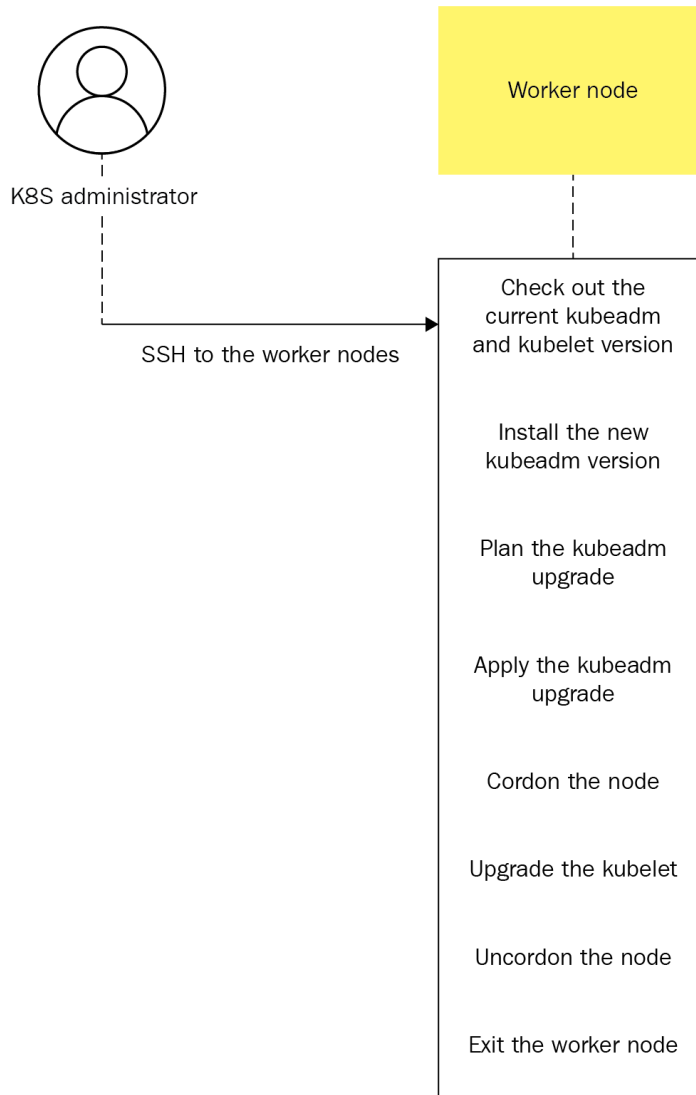 Worker node
K8S administrator
SSH to the worker nodes
Check out the
current kubeadm
and kubelet version
Install the new
kubeadm version
Plan the kubeadm
upgrade
Apply the kubeadm
upgrade
Cordon the node
Upgrade the kubelet
Uncordon the node
Exit the worker node